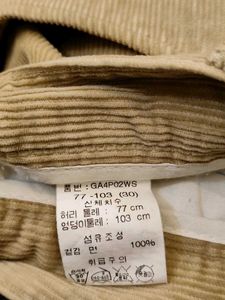 품번: GA4P02WS
77-103 (30)
신체치수
허리 둘레: 77 cm
엉덩이둘레: 103 cm
섬유조성
겉감 면 100%
취급주의